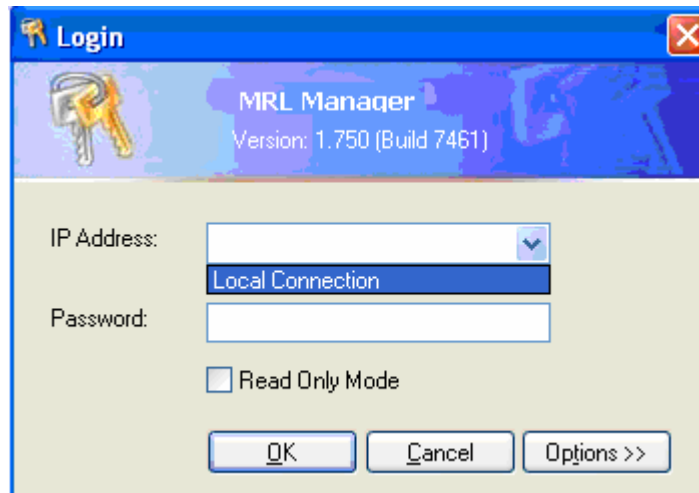 Login
MRL Manager
Version: 1.750 (Build 7461)
IP Address:
Local Connection
Password:
Read Only Mode
OK Cancel Options >>